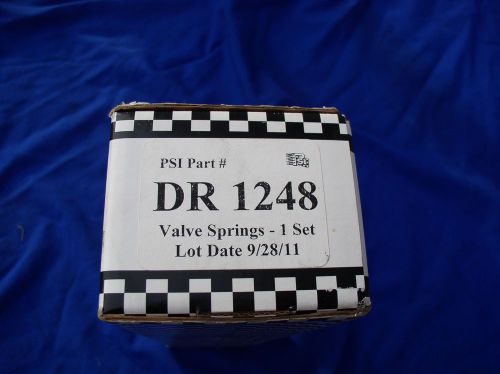 PSI Part #
DR 1248
Valve Springs - 1 Set
Lot Date 9/28/11